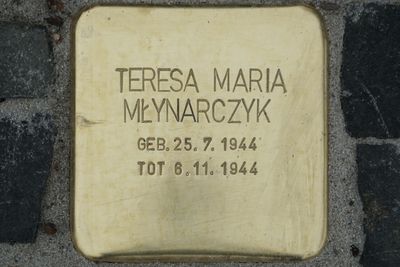 TERESA MARIA
MŁYNARCZYK
GEB. 25. 7. 1944
TOT 6. 11. 1944